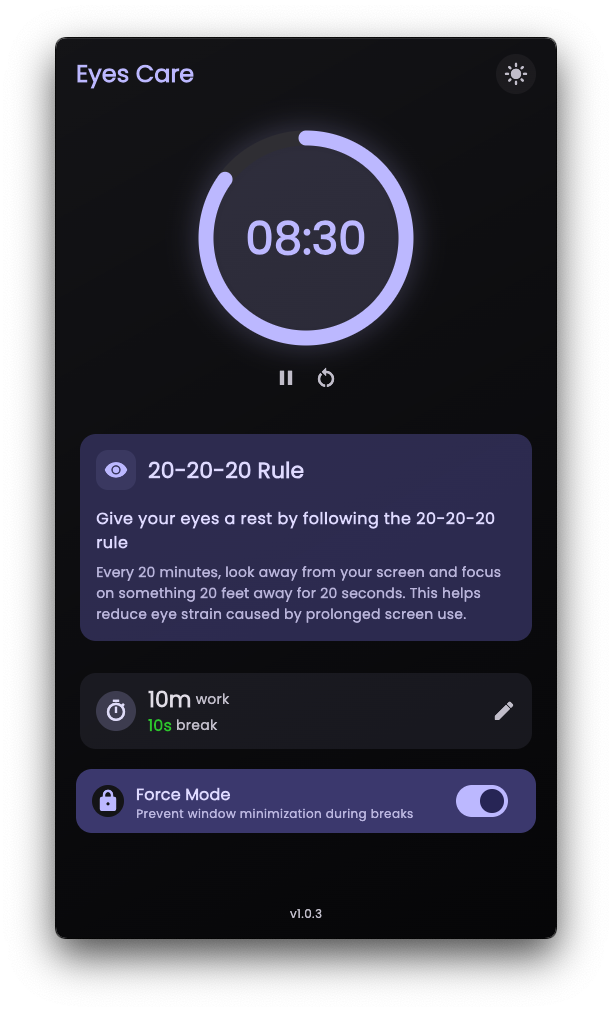 Eyes Care
08:30
20-20-20 Rule
Give your eyes a rest by following the 20-20-20
rule
Every 20 minutes, look away from your screen and focus
on something 20 feet away for 20 seconds. This helps
reduce eye strain caused by prolonged screen use.
10m work
10s break
Force Mode
Prevent window minimization during breaks
v1.0.3